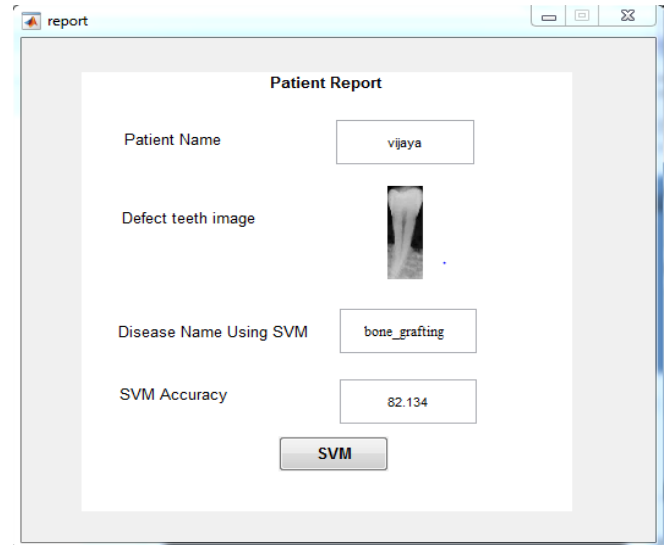 report
Patient Report
Patient Name
vijaya
Defect teeth image
Disease Name Using SVM
bone_grafting
SVM Accuracy
82.134
SVM